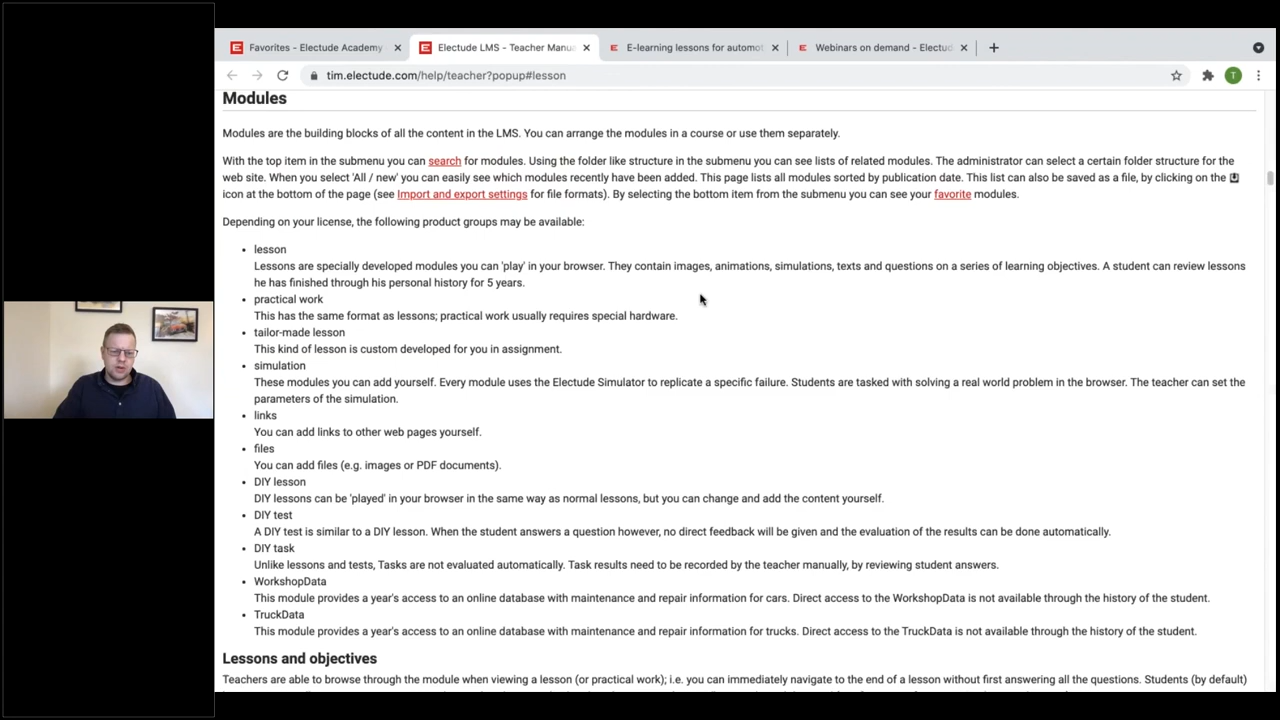 Favorites - Electude Academy
Electude LMS - Teacher Manua
E-learning lessons for automot
Webinars on demand - Electud
tim.electude.com/help/teacher?popup#lesson
T
Modules
Modules are the building blocks of all the content in the LMS. You can arrange the modules in a course or use them separately.
With the top item in the submenu you can search for modules. Using the folder like structure in the submenu you can see lists of related modules. The administrator can select a certain folder structure for the
web site. When you select 'All / new' you can easily see which modules recently have been added. This page lists all modules sorted by publication date. This list can also be saved as a file, by clicking on the
icon at the bottom of the page (see Import and export settings for file formats). By selecting the bottom item from the submenu you can see your favorite modules.
Depending on your license, the following product groups may be available:
• lesson
Lessons are specially developed modules you can 'play' in your browser. They contain images, animations, simulations, texts and questions on a series of learning objectives. A student can review lessons
he has finished through his personal history for 5 years.
• practical work
This has the same format as lessons; practical work usually requires special hardware.
• tailor-made lesson
This kind of lesson is custom developed for you in assignment.
• simulation
These modules you can add yourself. Every module uses the Electude Simulator to replicate a specific failure. Students are tasked with solving a real world problem in the browser. The teacher can set the
parameters of the simulation.
• links
You can add links to other web pages yourself.
• files
You can add files (e.g. images or PDF documents).
• DIY lesson
DIY lessons can be 'played' in your browser in the same way as normal lessons, but you can change and add the content yourself.
• DIY test
A DIY test is similar to a DIY lesson. When the student answers a question however, no direct feedback will be given and the evaluation of the results can be done automatically.
• DIY task
Unlike lessons and tests, Tasks are not evaluated automatically. Task results need to be recorded by the teacher manually, by reviewing student answers.
• WorkshopData
This module provides a year's access to an online database with maintenance and repair information for cars. Direct access to the WorkshopData is not available through the history of the student.
• TruckData
This module provides a year's access to an online database with maintenance and repair information for trucks. Direct access to the TruckData is not available through the history of the student.
Lessons and objectives
Teachers are able to browse through the module when viewing a lesson (or practical work); i.e. you can immediately navigate to the end of a lesson without first answering all the questions. Students (by default)